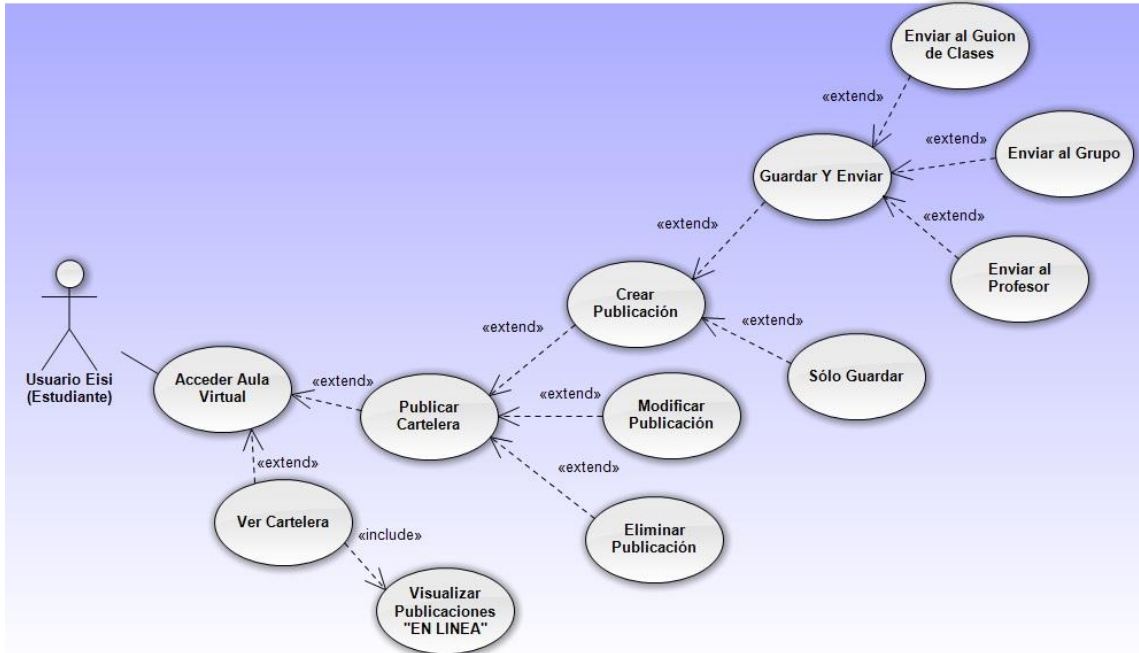 Enviar al Guion
de Clases
«extend»
«extend»
Enviar al Grupo
Guardar Y Enviar
«extend»
«extend»
Enviar al
Profesor
Crear
Publicación
«extend»
«extend»
Sólo Guardar
Usuario Eisi
(Estudiante)
Acceder Aula
Virtual
«extend»
Publicar
Cartelera
«extend»
Modificar
Publicación
«extend»
«extend»
Ver Cartelera
«include»
Eliminar
Publicación
Visualizar
Publicaciones
"EN LINEA"